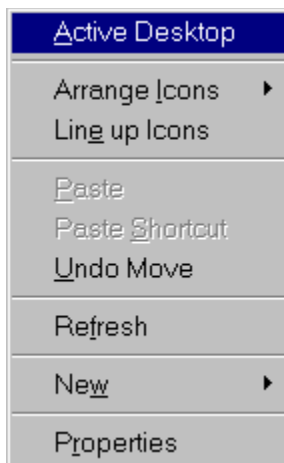 Active Desktop
Arrange Icons
Line up Icons
Paste
Paste Shortcut
Undo Move
Refresh
New
Properties